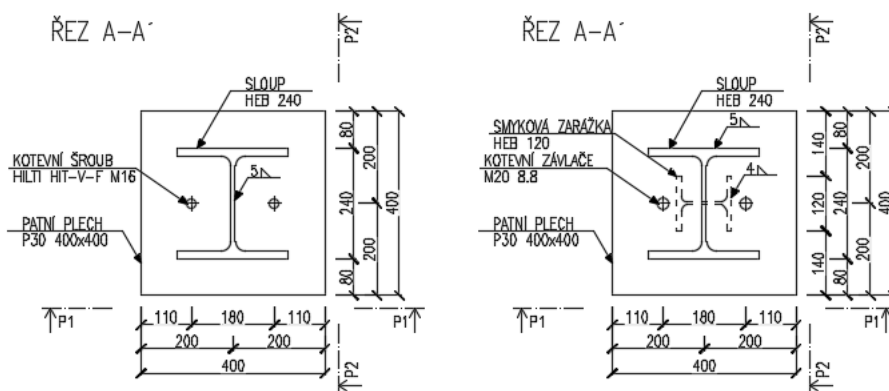 ŘEZ A-A´
P2
SLOUP
HEB 240
5
KOTEVNÍ ŠROUB
HILTI HIT-V-F M16
PATNÍ PLECH
P30 400x400
80
240
80
200
200
400
P1
P1
110
180
110
200
200
400
P2
ŘEZ A-A´
P2
SLOUP
HEB 240
5
SMYKOVÁ ZARÁŽKA
HEB 120
KOTEVNÍ ZÁVLAČE
M20 8.8
4
PATNÍ PLECH
P30 400x400
140
120
140
80
240
80
200
200
400
P1
P1
110
180
110
200
200
400
P2